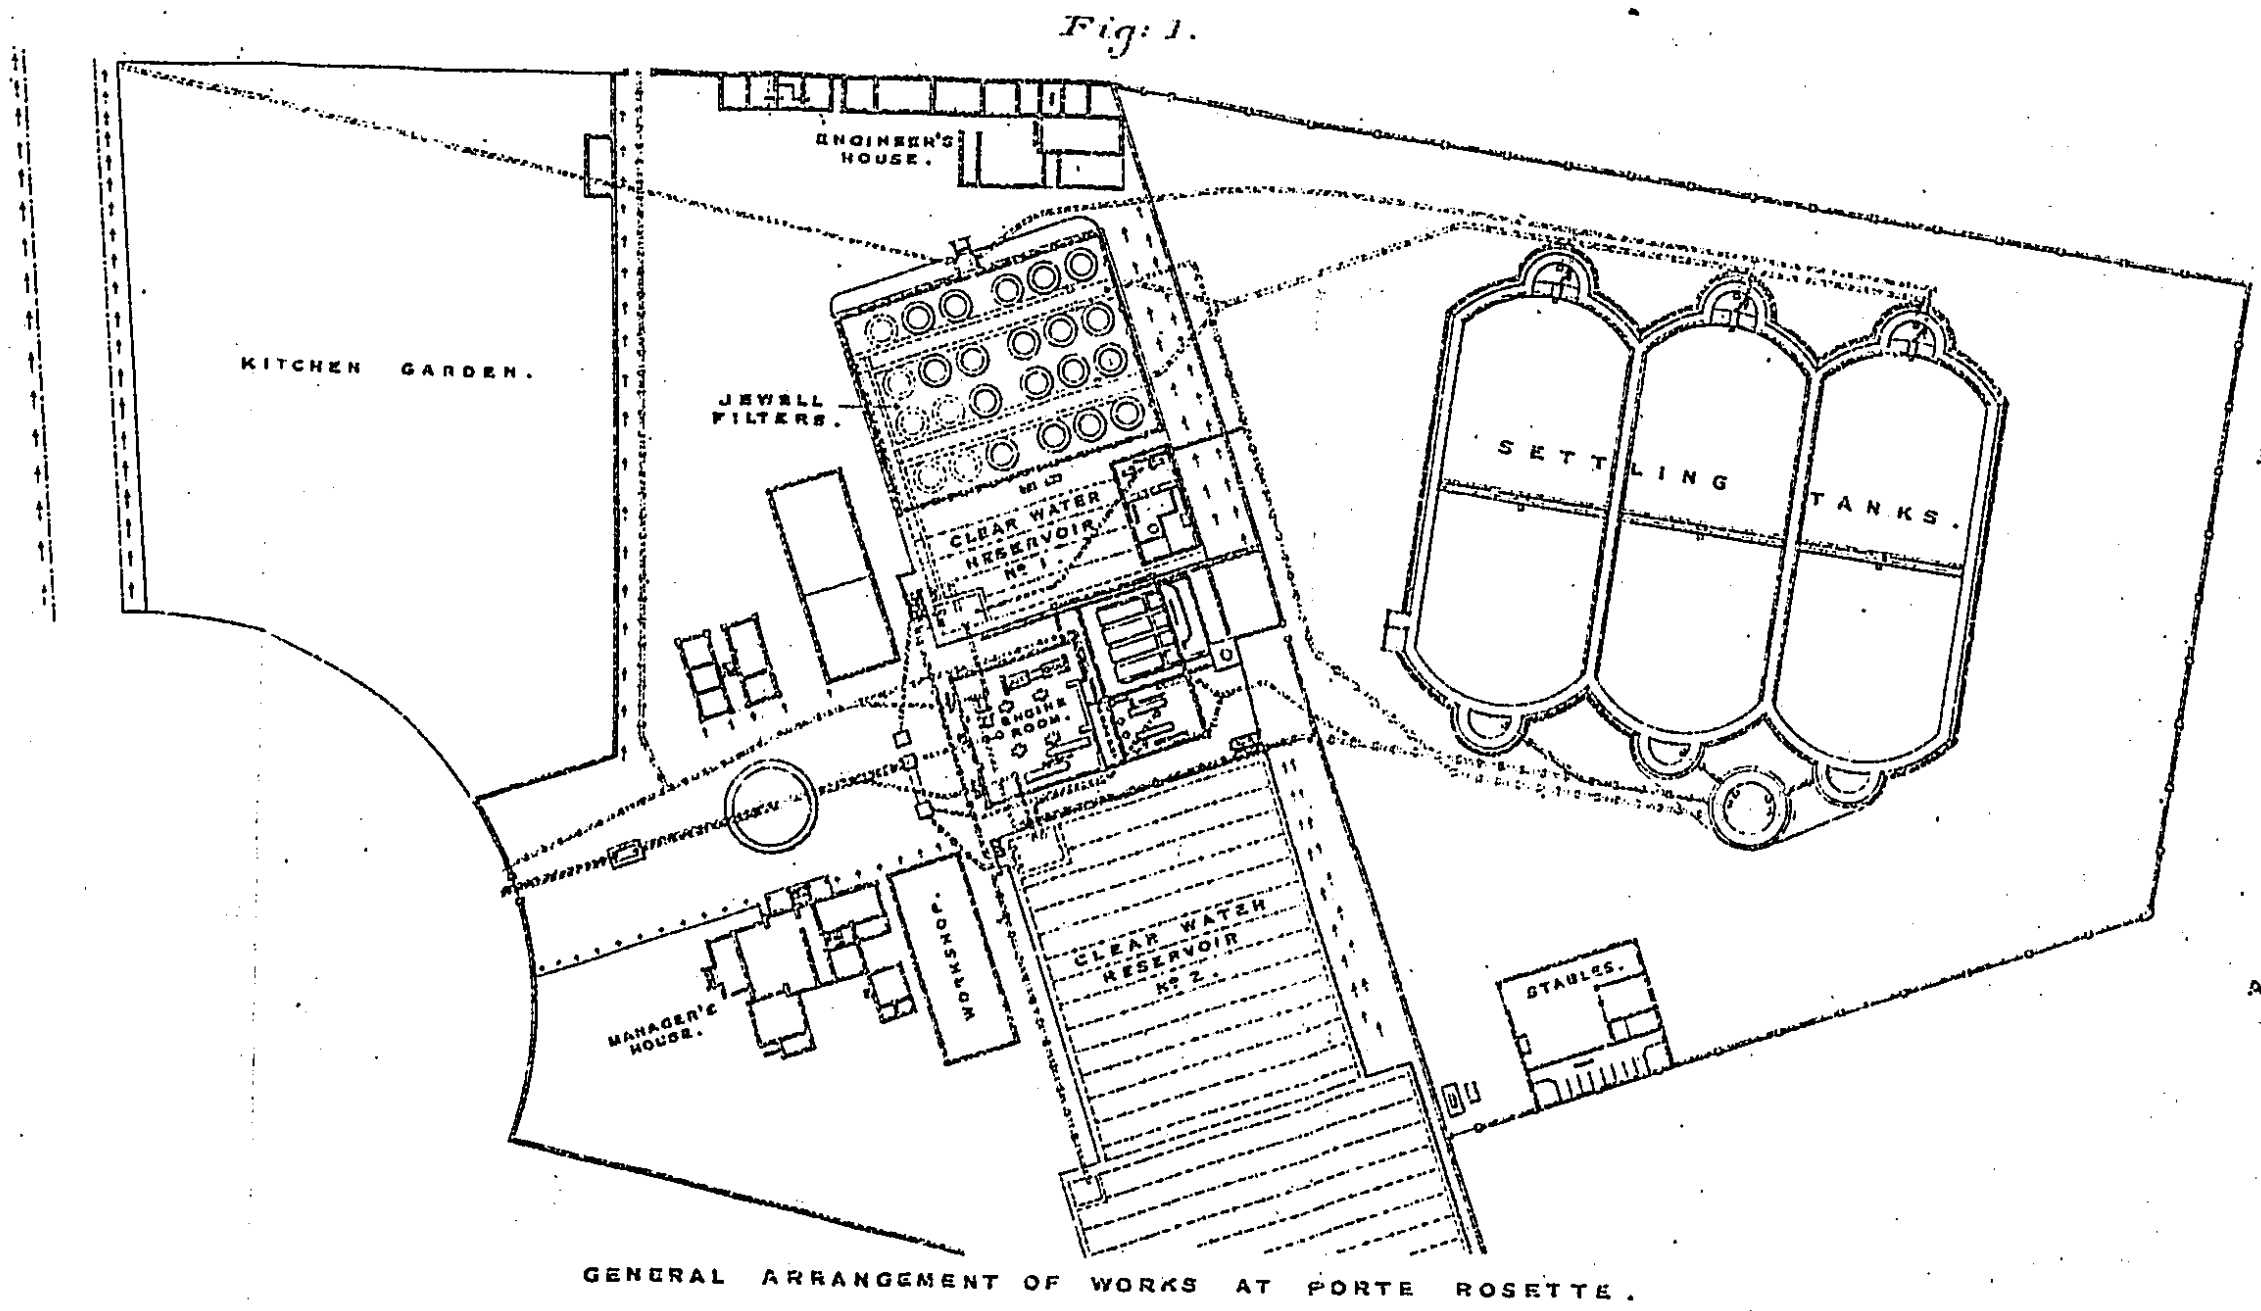 Fig: 1.
ENGINEER'S
HOUSE.
KITCHEN GARDEN.
JEWELL
FILTERS.
SETTLING TANKS.
CLEAR WATER
RESERVOIR
Nº 1.
ENGINE
ROOM.
WORKSHOP.
CLEAR WATER
RESERVOIR
Nº 2.
STABLES.
MANAGER'S
HOUSE.
GENERAL ARRANGEMENT OF WORKS AT PORTE ROSETTE.